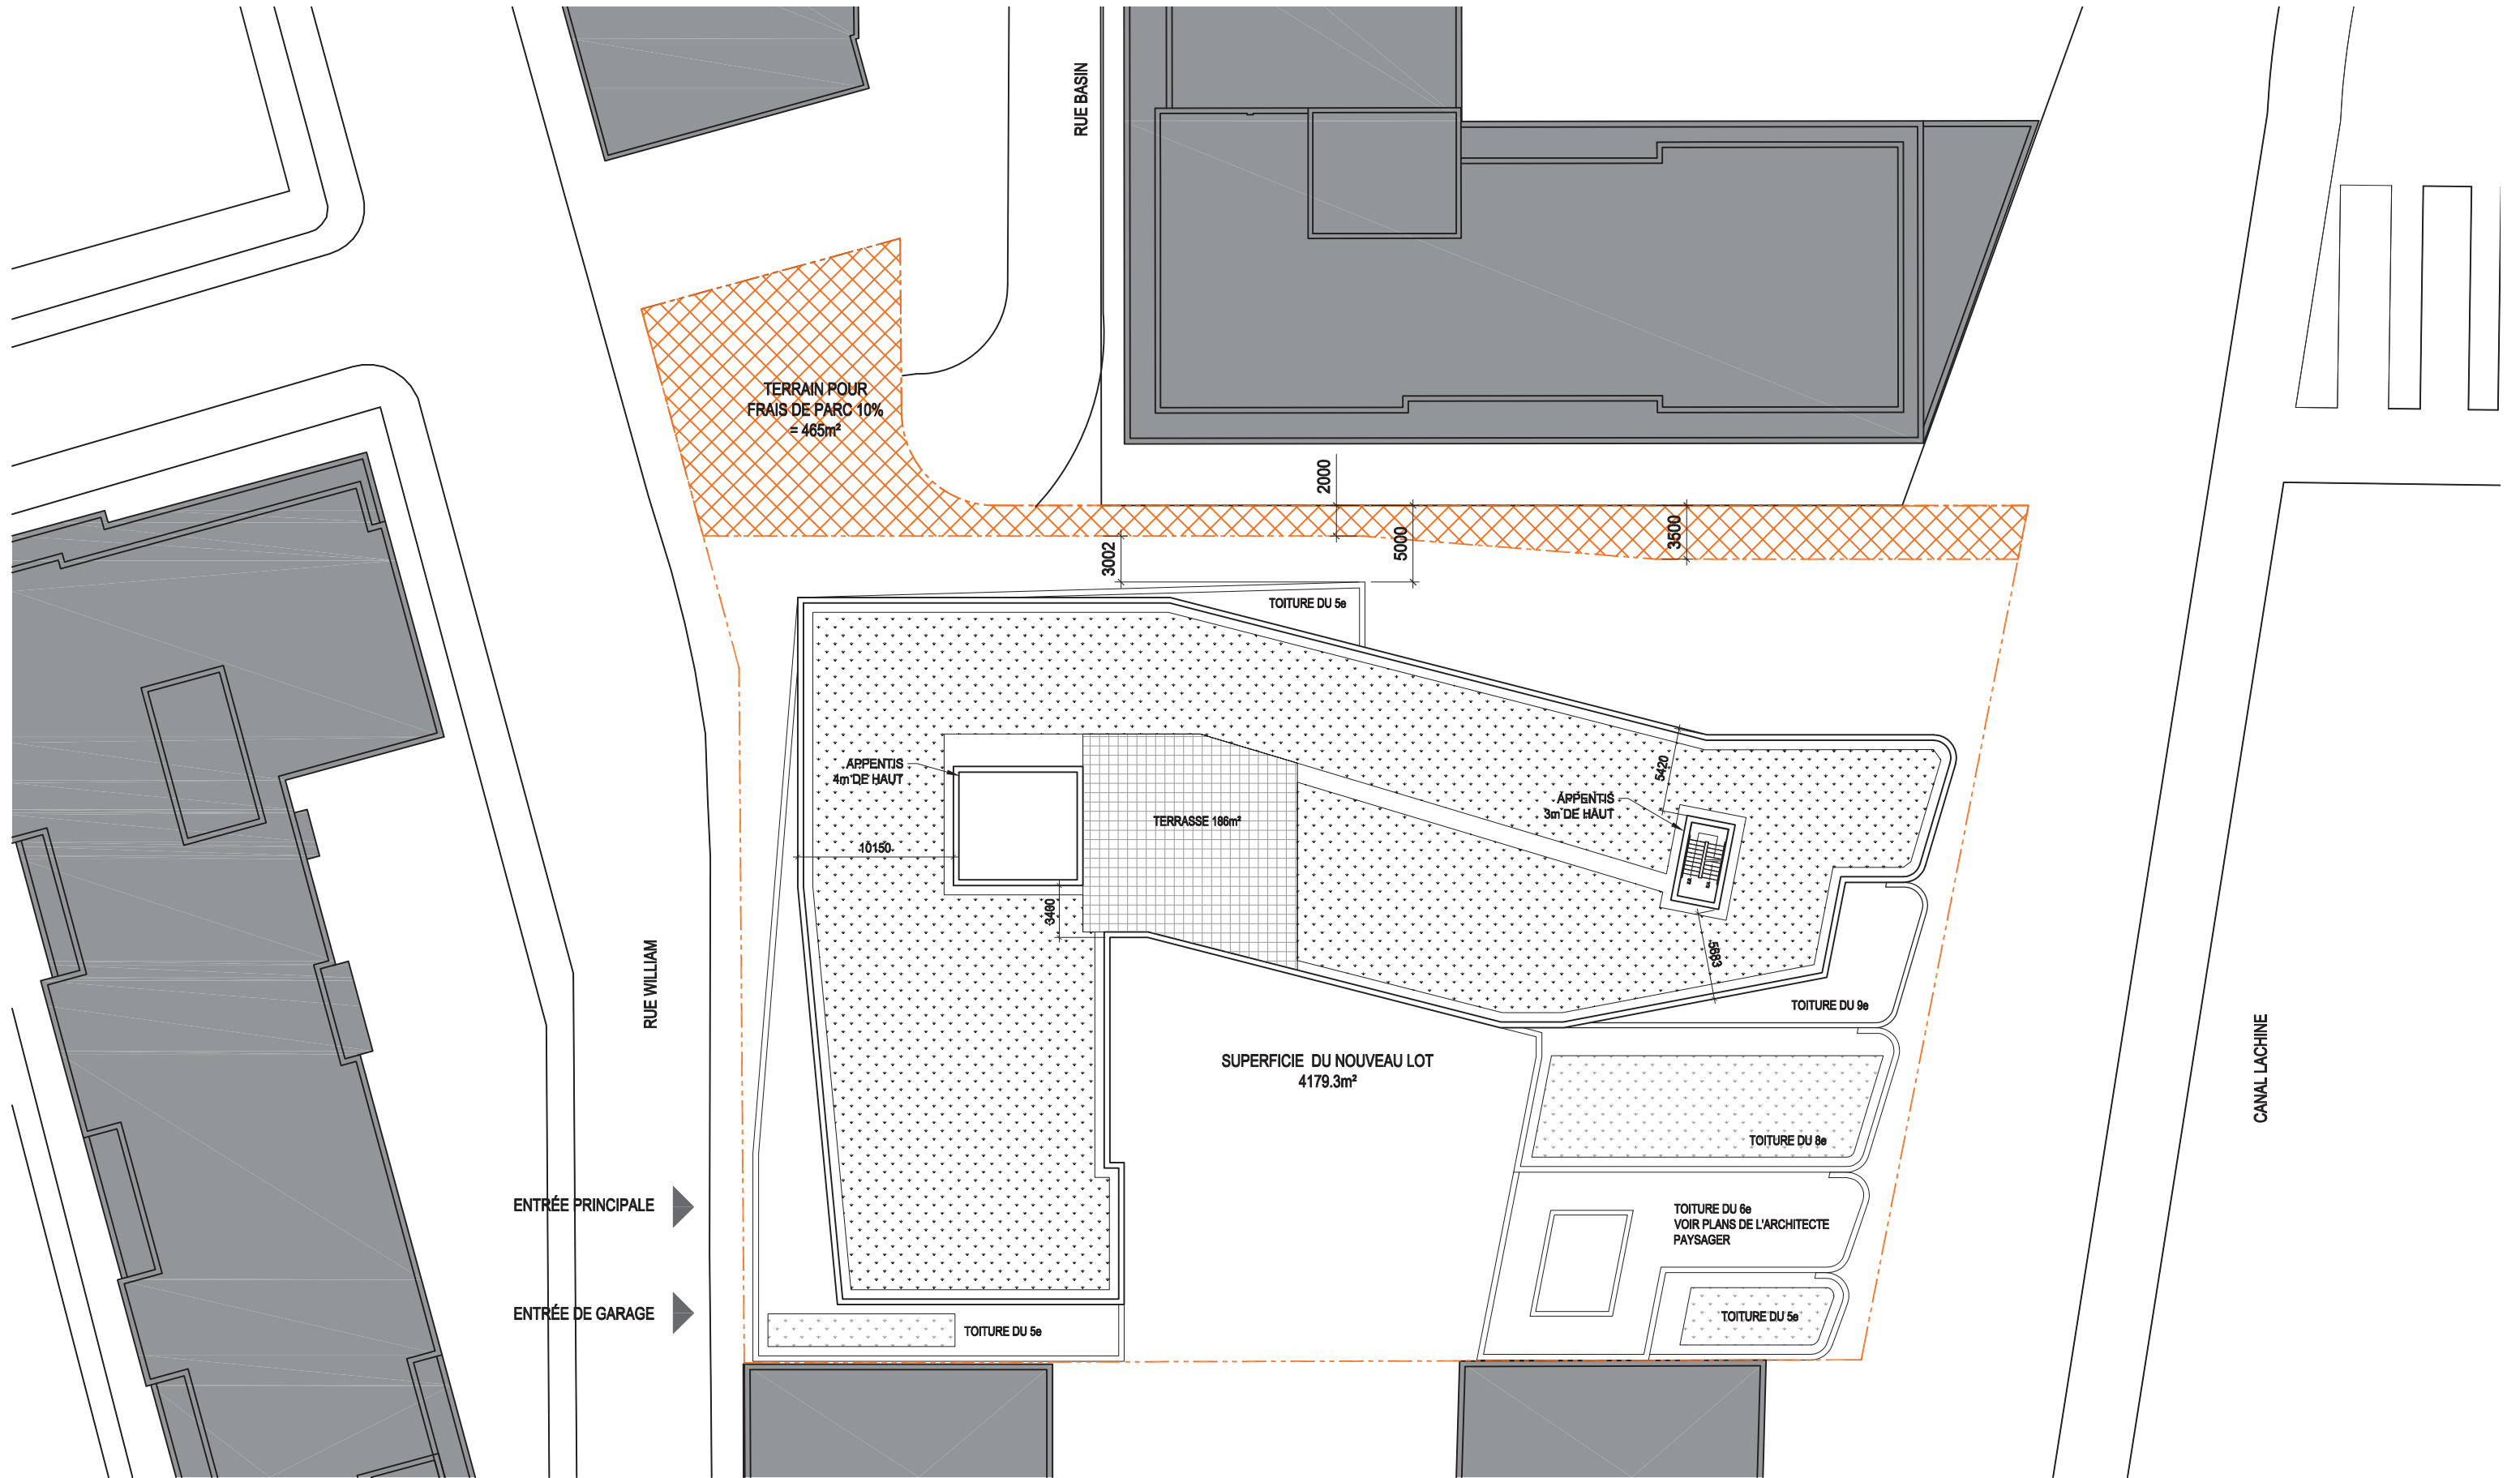 RUE BASIN
TERRAIN POUR
FRAIS DE PARC 10%
= 465m²
2000
5000
3500
3002
TOITURE DU 5e
APPENTIS
4m DE HAUT
TERRASSE 186m²
5420
APPENTIS
3m DE HAUT
10150
3480
5883
RUE WILLIAM
TOITURE DU 9e
SUPERFICIE DU NOUVEAU LOT
4179.3m²
CANAL LACHINE
TOITURE DU 8e
ENTRÉE PRINCIPALE
TOITURE DU 6e
VOIR PLANS DE L'ARCHITECTE
PAYSAGER
ENTRÉE DE GARAGE
TOITURE DU 5e
TOITURE DU 5e